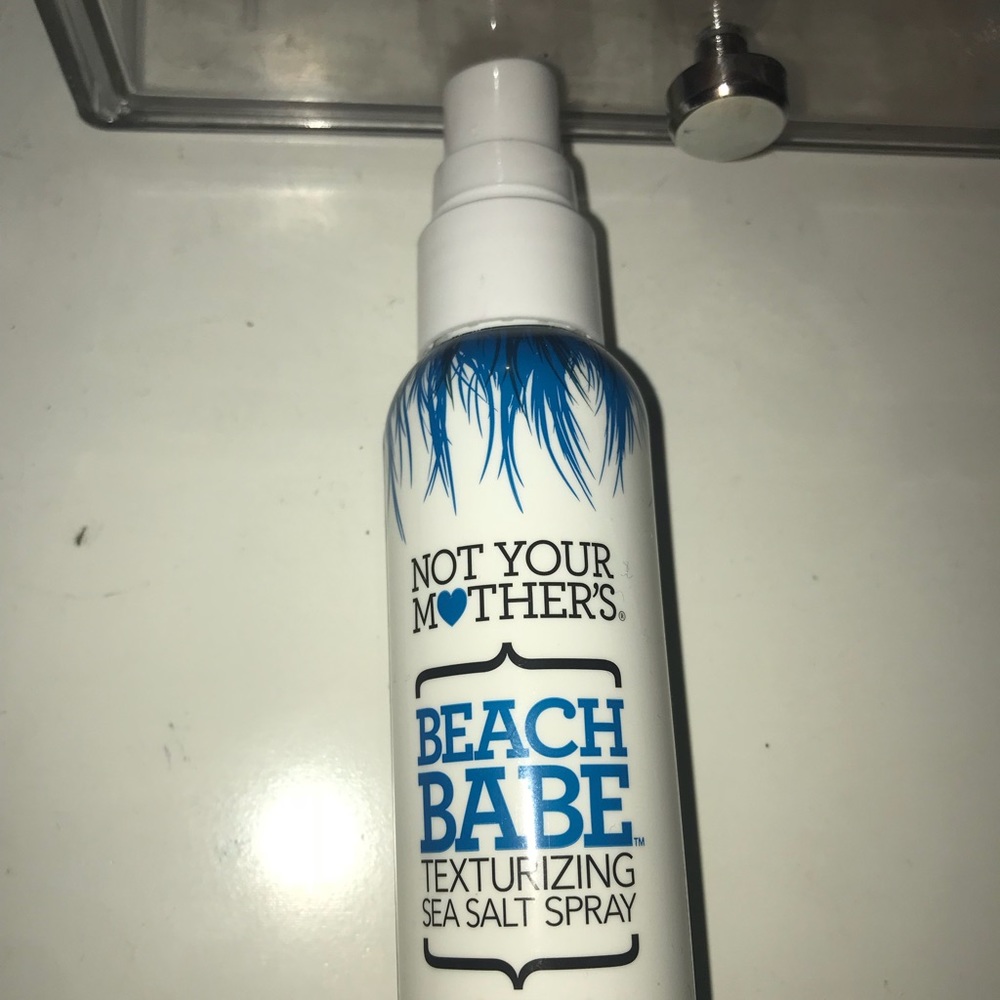 NOT YOUR
M♥THER'S®
BEACH
BABE™
TEXTURIZING
SEA SALT SPRAY